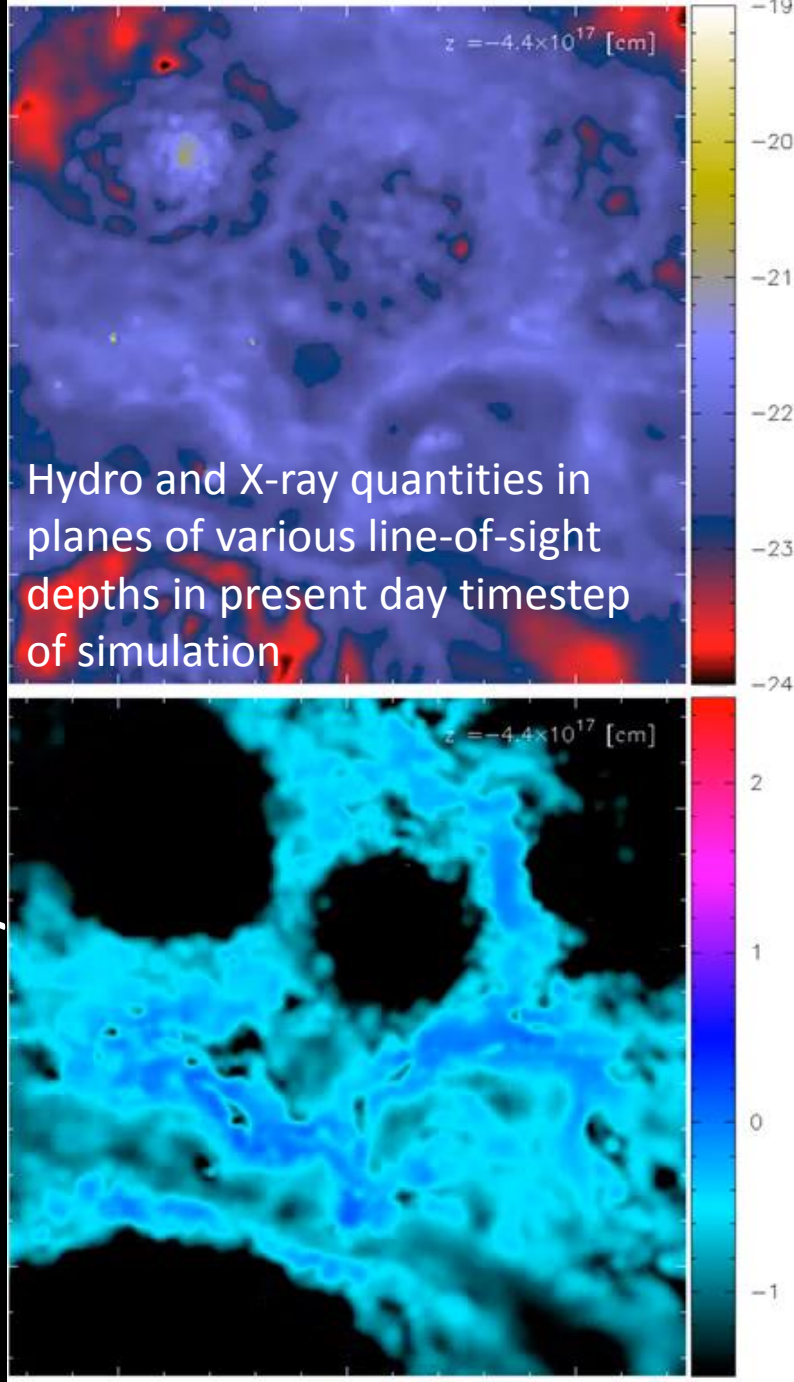 z =−4.4×10¹⁷ [cm]
−19
−20
−21
−22
−23
−24
Hydro and X-ray quantities in
planes of various line-of-sight
depths in present day timestep
of simulation
z =−4.4×10¹⁷ [cm]
2
1
0
−1